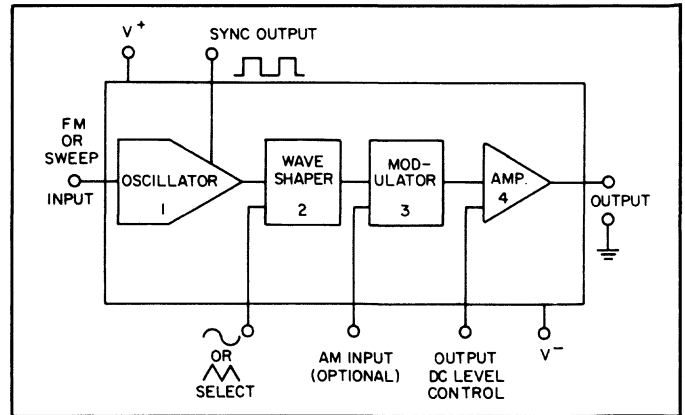 V+
SYNC OUTPUT
FM
OR
SWEEP
INPUT
OSCILLATOR
1
WAVE
SHAPER
2
MOD-
ULATOR
3
AMP.
4
OUTPUT
OR
SELECT
AM INPUT
(OPTIONAL)
OUTPUT
DC LEVEL
CONTROL
V−